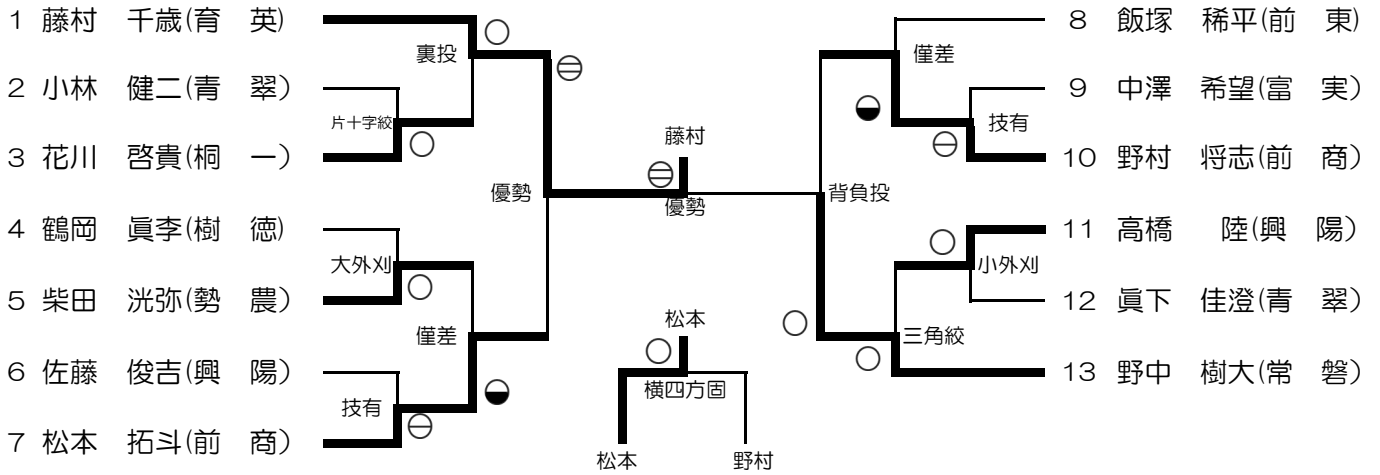 1 藤村　千歳(育　英)
2 小林　健二(青　翠)
3 花川　啓貴(桐　一)
4 鶴岡　眞李(樹　徳)
5 柴田　洸弥(勢　農)
6 佐藤　俊吉(興　陽)
7 松本　拓斗(前　商)
裏投
片十字絞
大外刈
技有
僅差
優勢
藤村
優勢
松本
横四方固
松本
野村
背負投
僅差
技有
小外刈
三角絞
8 飯塚　稀平(前　東)
9 中澤　希望(富　実)
10 野村　将志(前　商)
11 高橋　陸(興　陽)
12 眞下　佳澄(青　翠)
13 野中　樹大(常　磐)